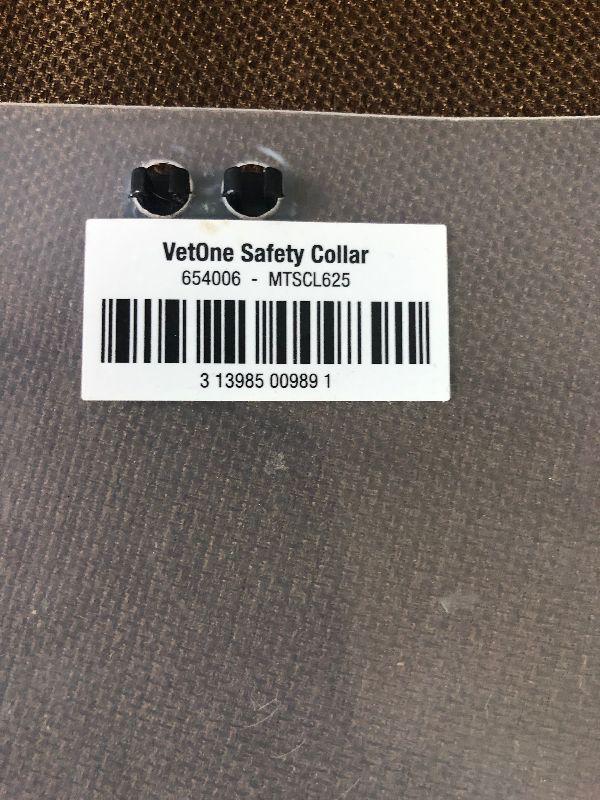 VetOne Safety Collar
654006 - MTSCL625
3 13985 00989 1